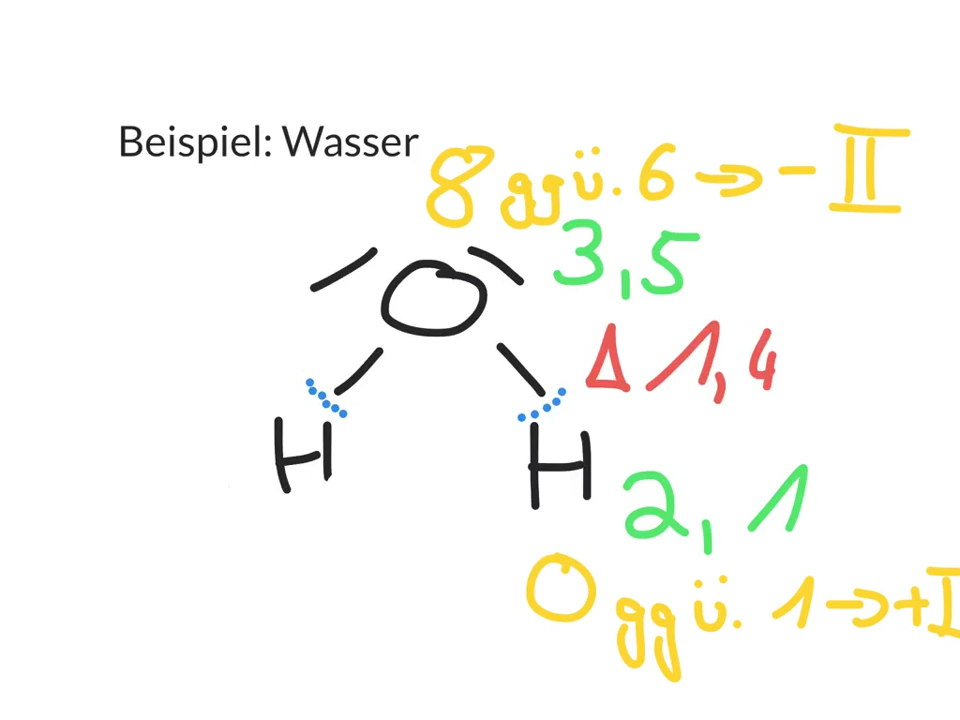 Beispiel: Wasser
8 ggü. 6 → -II
3,5
O
Δ 1,4
H H
2,1
0 ggü. 1 → +I